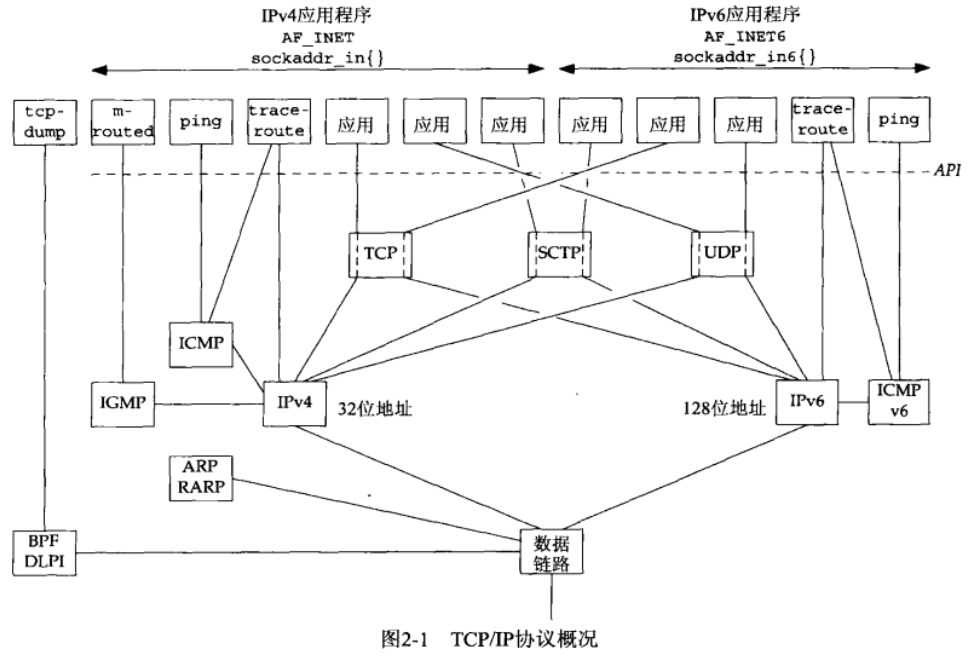 IPv4应用程序
AF_INET
sockaddr_in{}
IPv6应用程序
AF_INET6
sockaddr_in6{}
tcp-
dump
m-
routed
ping
trace-
route
应用
应用
应用
应用
应用
应用
trace-
route
ping
API
TCP
SCTP
UDP
ICMP
IGMP
IPv4
32位地址
128位地址
IPv6
ICMP
v6
ARP
RARP
BPF
DLPI
数据
链路
图2-1 TCP/IP协议概况